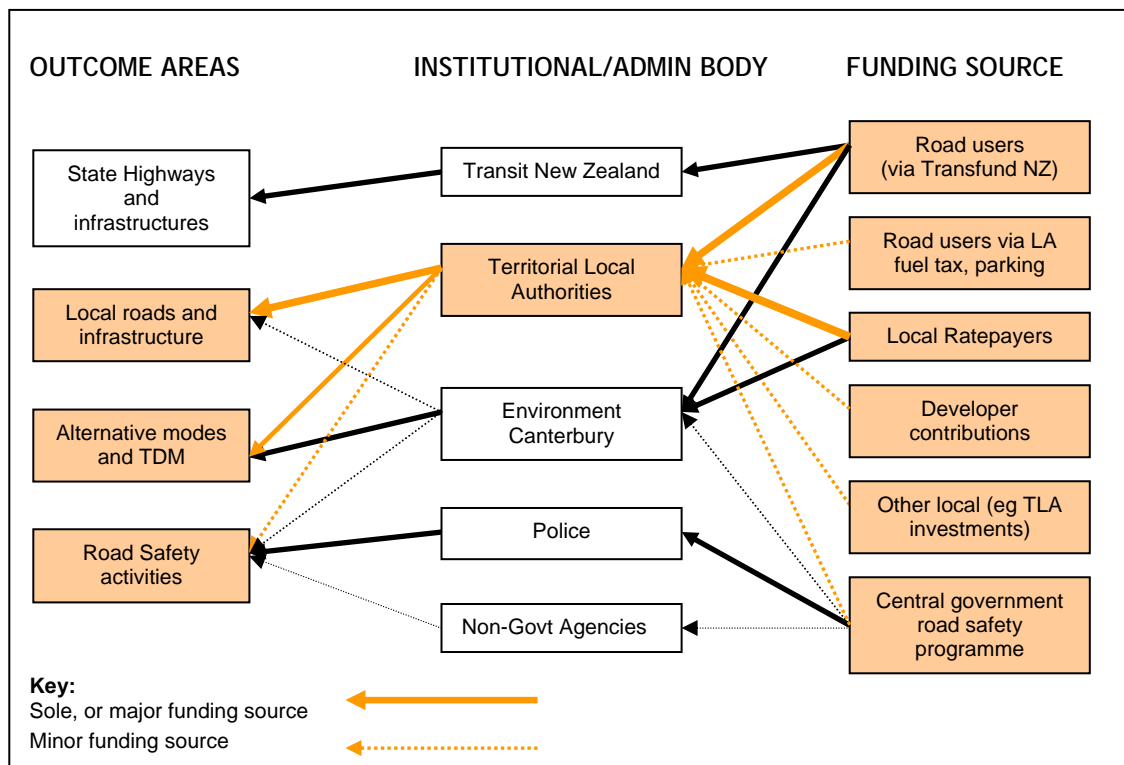 OUTCOME AREAS
INSTITUTIONAL/ADMIN BODY
FUNDING SOURCE
State Highways
and
infrastructures
Local roads and
infrastructure
Alternative modes
and TDM
Road Safety
activities
Transit New Zealand
Territorial Local
Authorities
Environment
Canterbury
Police
Non-Govt Agencies
Road users
(via Transfund NZ)
Road users via LA
fuel tax, parking
Local Ratepayers
Developer
contributions
Other local (eg TLA
investments)
Central government
road safety
programme
Key:
Sole, or major funding source
Minor funding source